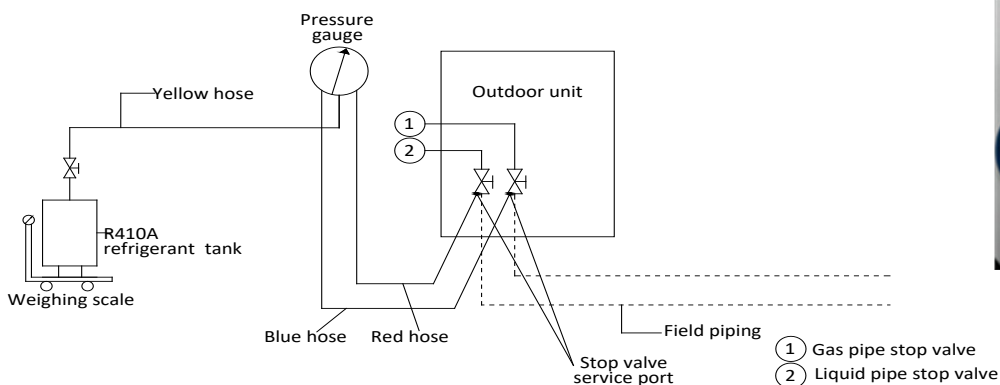 Pressure
gauge
Yellow hose
Outdoor unit
1
2
R410A
refrigerant tank
Weighing scale
Blue hose
Red hose
Field piping
Stop valve
service port
1 Gas pipe stop valve
2 Liquid pipe stop valve